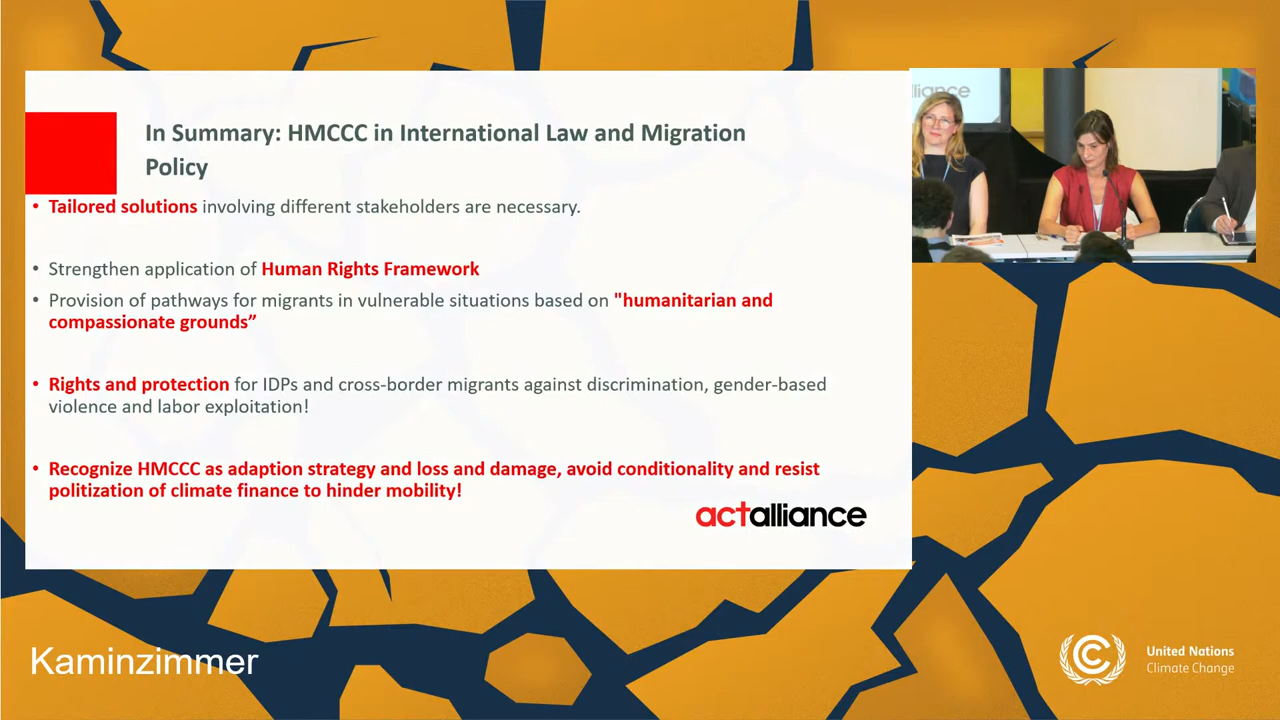 In Summary: HMCCC in International Law and Migration
Policy
• Tailored solutions involving different stakeholders are necessary.
• Strengthen application of Human Rights Framework
• Provision of pathways for migrants in vulnerable situations based on "humanitarian and
compassionate grounds”
• Rights and protection for IDPs and cross-border migrants against discrimination, gender-based
violence and labor exploitation!
• Recognize HMCCC as adaption strategy and loss and damage, avoid conditionality and resist
politization of climate finance to hinder mobility!
actalliance
lliance
Kaminzimmer
United Nations
Climate Change